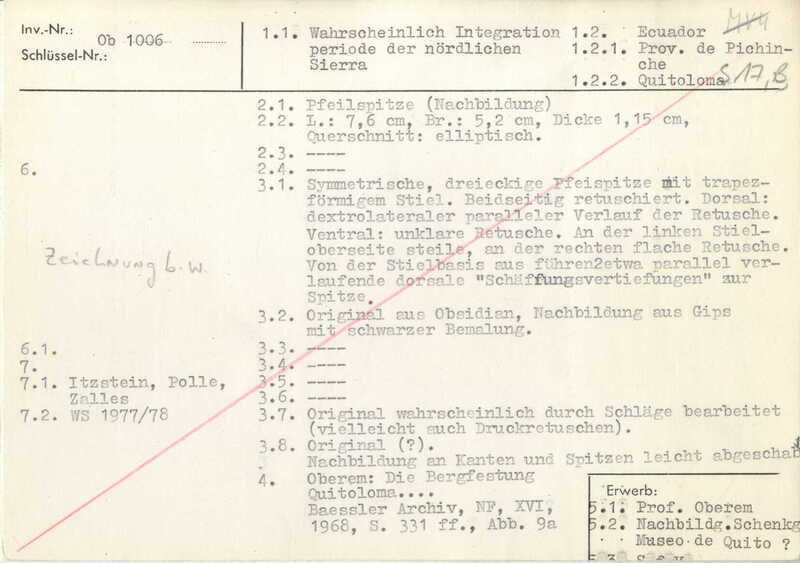 Inv.-Nr.: Ob 1006
Schlüssel-Nr.:
1.1. Wahrscheinlich Integration
periode der nördlichen
Sierra
1.2. Ecuador
1.2.1. Prov. de Pichin-
che
1.2.2. Quitoloma
S 17, B
2.1. Pfeilspitze (Nachbildung)
2.2. L.: 7,6 cm, Br.: 5,2 cm, Dicke 1,15 cm,
Querschnitt: elliptisch.
2.3. ----
6. 2.4. ----
3.1. Symmetrische, dreieckige Pfeispitze mit trapez-
förmigem Stiel. Beidseitig retuschiert. Dorsal:
dextrolateraler paralleler Verlauf der Retusche.
Ventral: unklare Retusche. An der linken Stiel-
oberseite steile, an der rechten flache Retusche.
Von der Stielbasis aus führen2etwa parallel ver-
laufende dorsale "Schäftungsvertiefungen" zur
Spitze.
Zeichnung b.w.
3.2. Original aus Obsidian, Nachbildung aus Gips
mit schwarzer Bemalung.
6.1. 3.3. ----
7. 3.4. ----
7.1. Itzstein, Polle, 3.5. ----
Zalles 3.6. ----
7.2. WS 1977/78 3.7. Original wahrscheinlich durch Schläge bearbeitet
(vielleicht auch Druckretuschen).
3.8. Original (?).
Nachbildung an Kanten und Spitzen leicht abgeschabt
4. Oberem: Die Bergfestung
Quitoloma....
Baessler Archiv, NF, XVI,
1968, S. 331 ff., Abb. 9a
Erwerb:
5.1. Prof. Oberem
5.2. Nachbildg.Schenkg
Museo de Quito ?